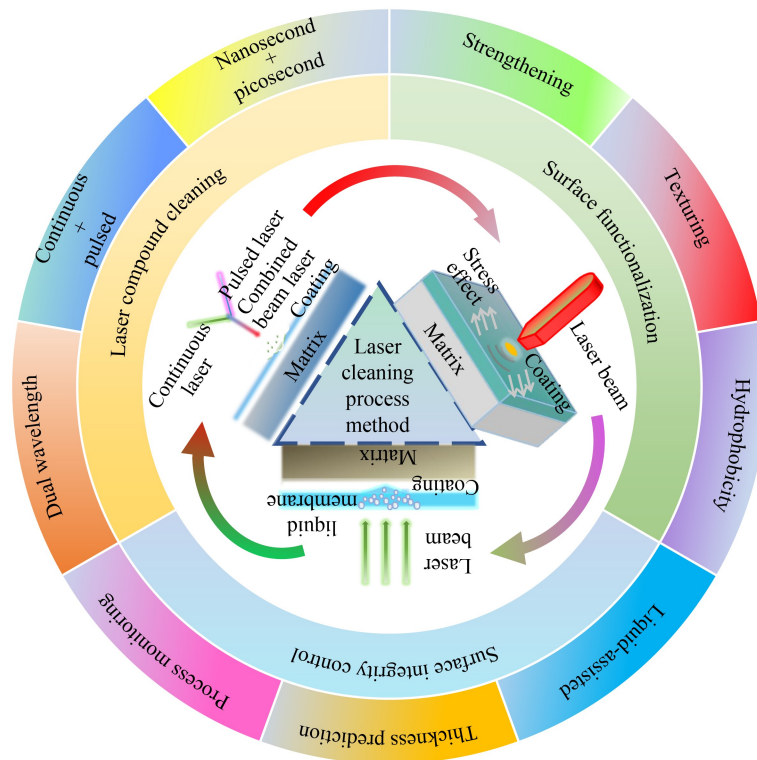 Nanosecond
+
picosecond
Strengthening
Texturing
Hydrophobicity
Liquid-assisted
Thickness prediction
Process monitoring
Dual wavelength
Continuous
+
pulsed
Laser compound cleaning
Surface functionalization
Surface integrity control
Pulsed laser
Combined
beam laser
Continuous
laser
Coating
Matrix
Stress
effect
Matrix
Coating
Laser beam
Laser
cleaning
process
method
Matrix
Coating
liquid
membrane
Laser
beam